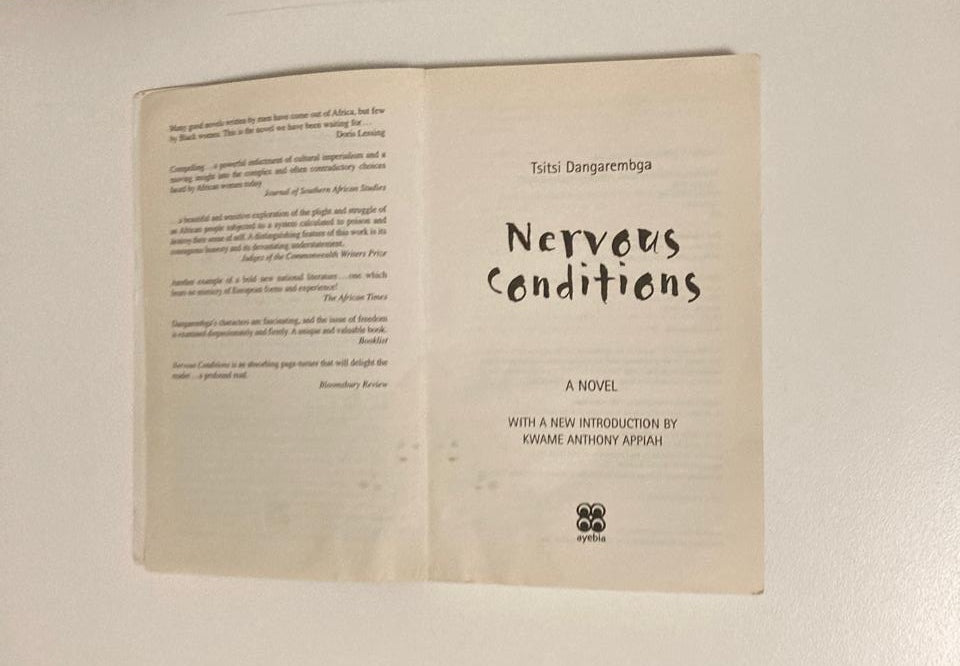 Many good novels written by men have come out of Africa, but few
by Black women. This is the novel we have been waiting for…
Doris Lessing
Compelling…a powerful indictment of cultural imperialism and a
moving insight into the complex and often contradictory choices
faced by African women today
Journal of Southern African Studies
…a beautiful and sensitive exploration of the plight and struggle of
an African people subjected to a system calculated to poison and
destroy their sense of self. A distinguishing feature of this work is its
courageous honesty and its devastating understatement.
Judges of the Commonwealth Writers Prize
Another example of a bold new national literature…one which
bears no mimicry of European forms and experience!
The African Times
Dangarembga's characters are fascinating, and the issue of freedom
is examined dispassionately and firmly. A unique and valuable book.
Booklist
Nervous Conditions is an absorbing page-turner that will delight the
reader…a profound read.
Bloomsbury Review
Tsitsi Dangarembga
Nervous
Conditions
A NOVEL
WITH A NEW INTRODUCTION BY
KWAME ANTHONY APPIAH
ayebia